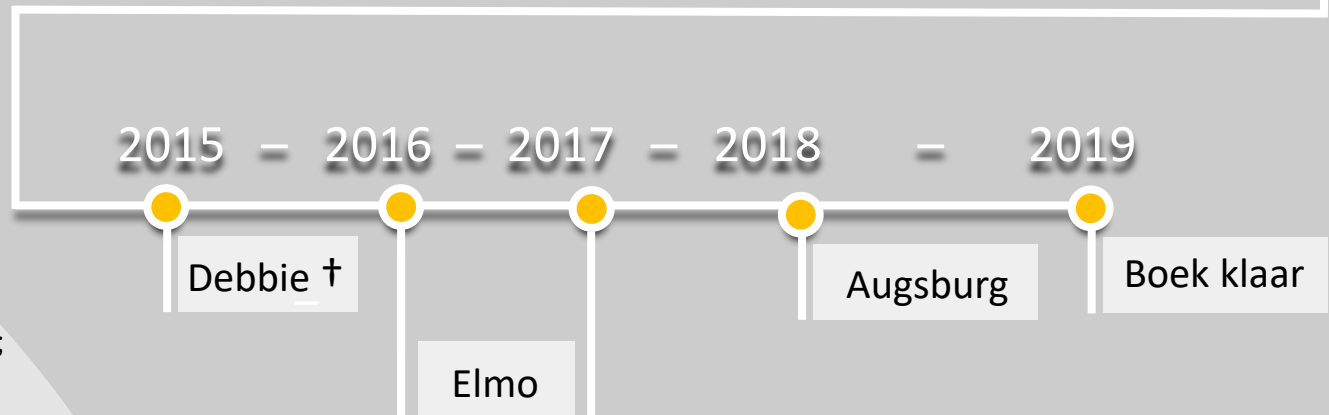 2015 – 2016 – 2017 – 2018 – 2019
Debbie †
Augsburg
Boek klaar
Elmo